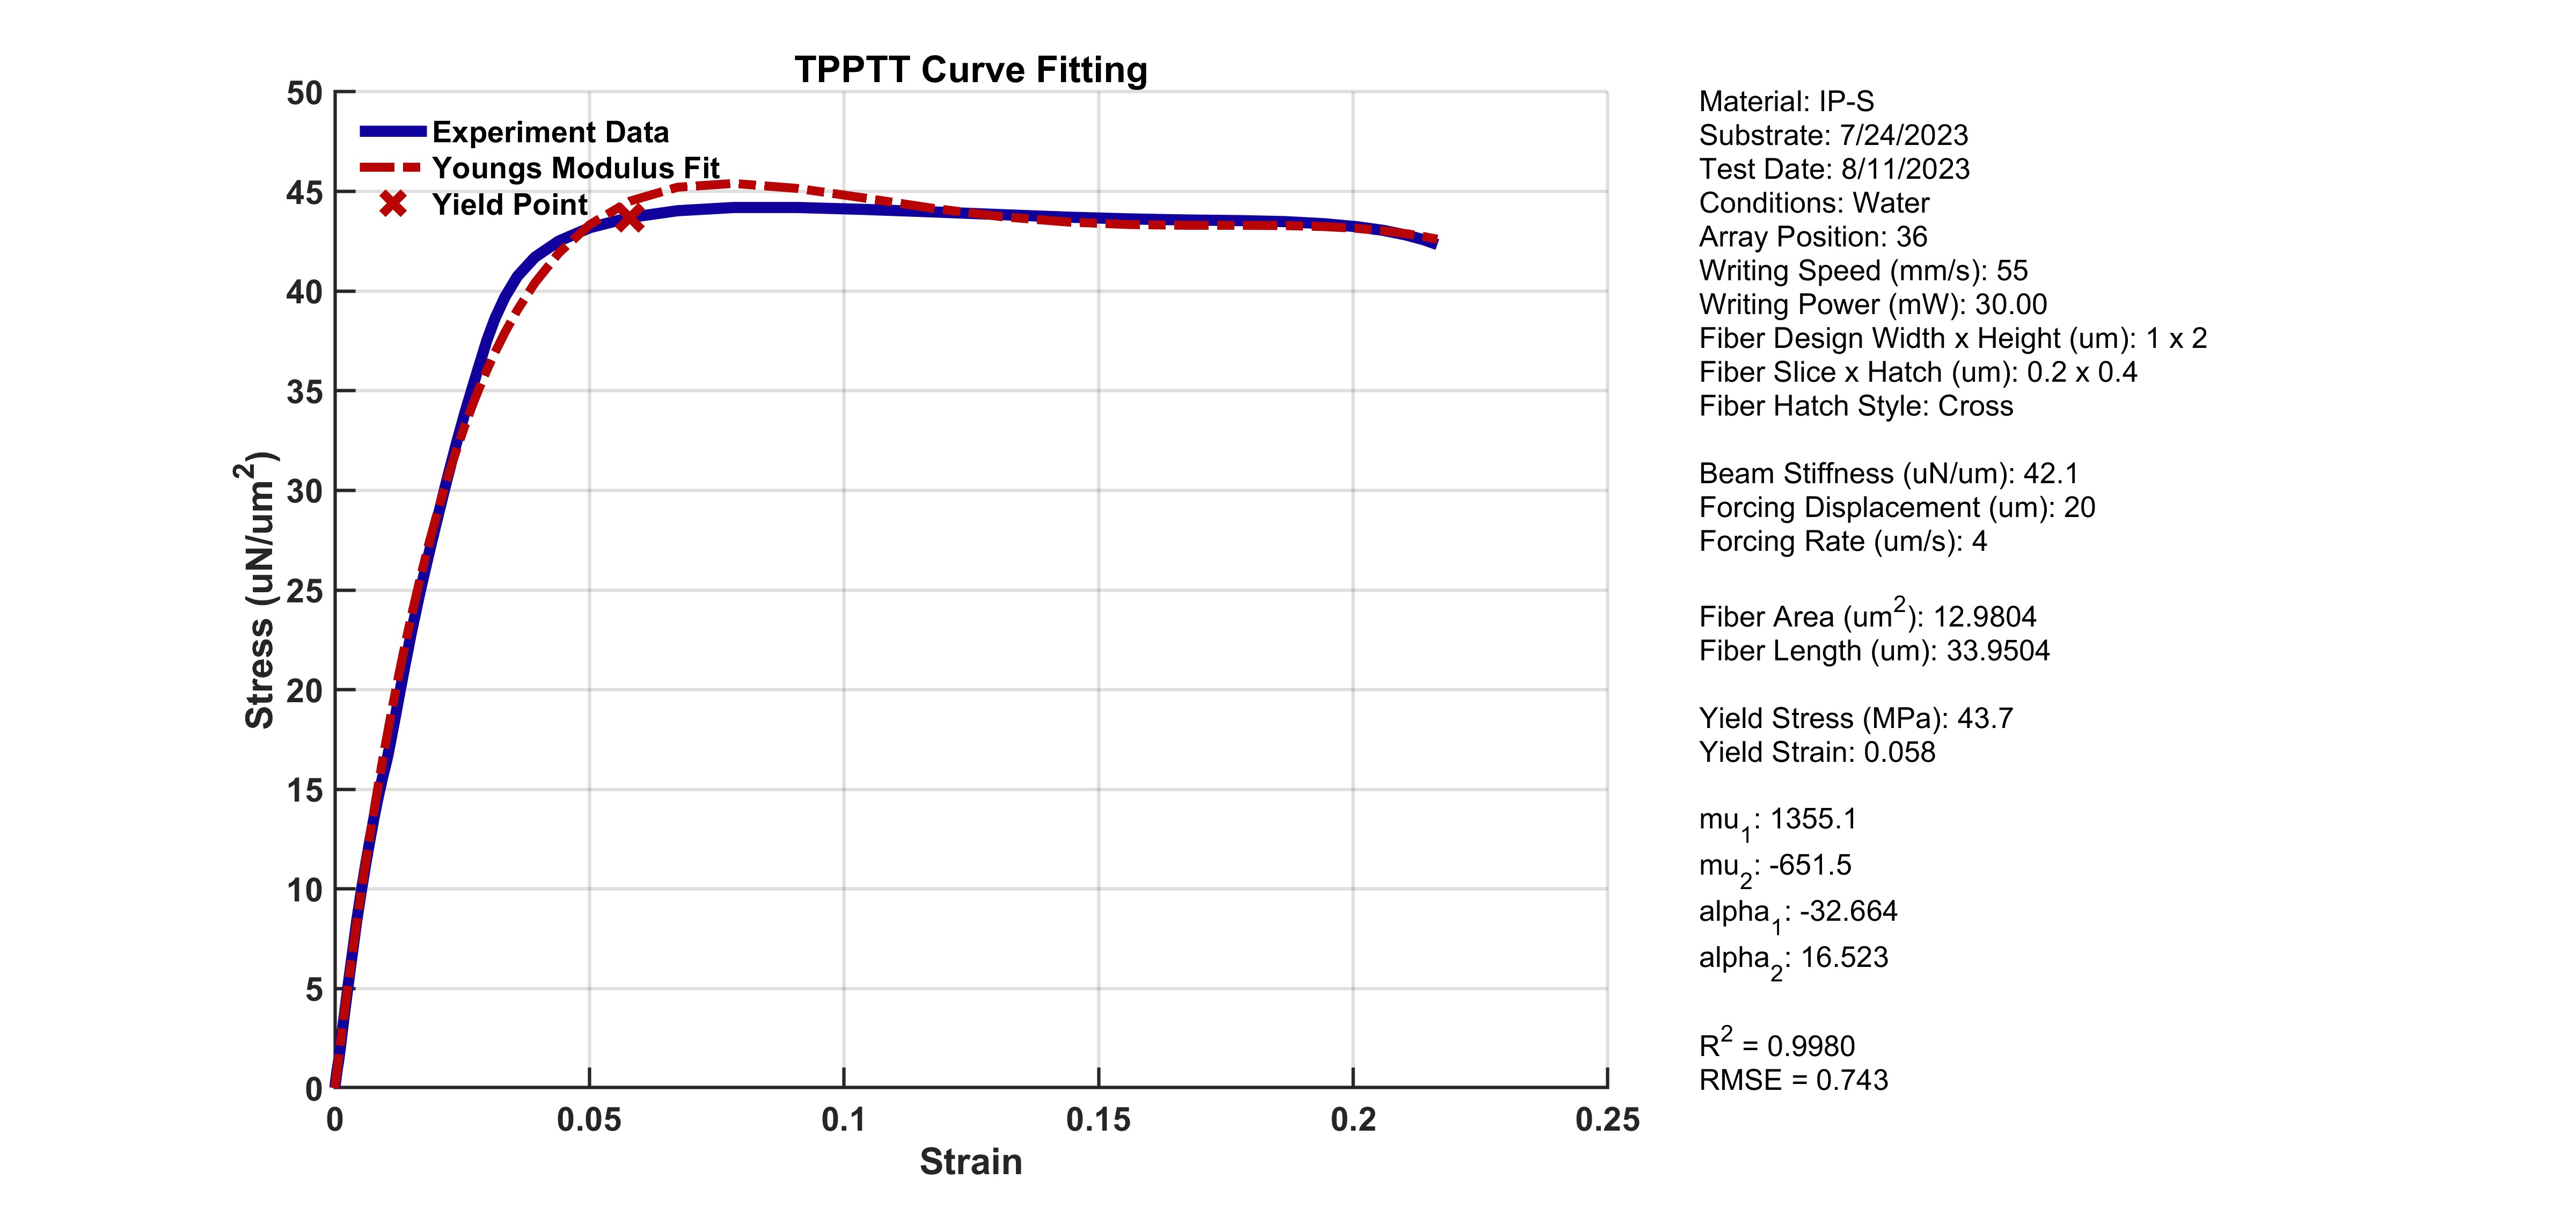 TPPTT Curve Fitting
50
45
40
35
30
25
20
15
10
5
0
Stress (uN/um²)
Experiment Data
Youngs Modulus Fit
Yield Point
0 0.05 0.1 0.15 0.2 0.25
Strain
Material: IP-S
Substrate: 7/24/2023
Test Date: 8/11/2023
Conditions: Water
Array Position: 36
Writing Speed (mm/s): 55
Writing Power (mW): 30.00
Fiber Design Width x Height (um): 1 x 2
Fiber Slice x Hatch (um): 0.2 x 0.4
Fiber Hatch Style: Cross
Beam Stiffness (uN/um): 42.1
Forcing Displacement (um): 20
Forcing Rate (um/s): 4
Fiber Area (um²): 12.9804
Fiber Length (um): 33.9504
Yield Stress (MPa): 43.7
Yield Strain: 0.058
mu₁: 1355.1
mu₂: -651.5
alpha₁: -32.664
alpha₂: 16.523
R² = 0.9980
RMSE = 0.743